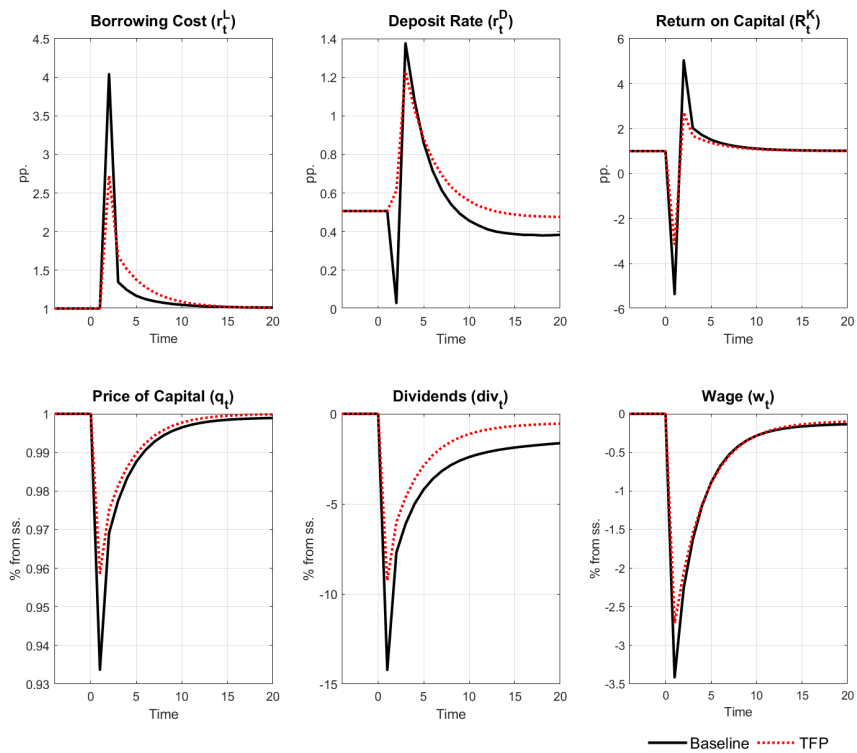 Borrowing Cost (r_t^L)
4.5
4
3.5
3
2.5
2
1.5
1
pp.
0 5 10 15 20
Time
Deposit Rate (r_t^D)
1.4
1.2
1
0.8
0.6
0.4
0.2
0
pp.
0 5 10 15 20
Time
Return on Capital (R_t^K)
6
4
2
0
-2
-4
-6
pp.
0 5 10 15 20
Time
Price of Capital (q_t)
1
0.99
0.98
0.97
0.96
0.95
0.94
0.93
% from ss.
0 5 10 15 20
Time
Dividends (div_t)
0
-5
-10
-15
% from ss.
0 5 10 15 20
Time
Wage (w_t)
-0
-0.5
-1
-1.5
-2
-2.5
-3
-3.5
% from ss.
0 5 10 15 20
Time
Baseline TFP